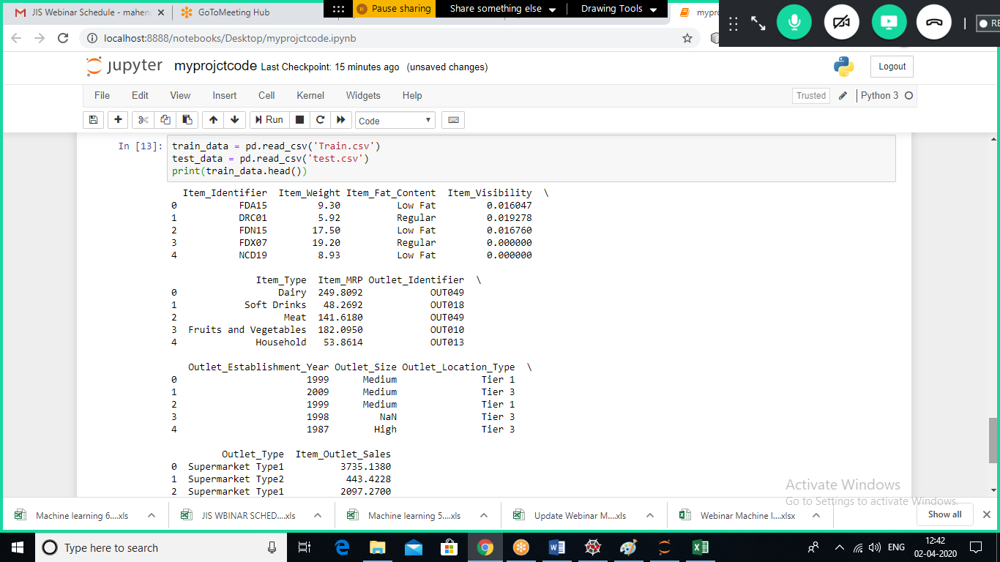 JIS Webinar Schedule - mahend
GoToMeeting Hub
Pause sharing
Share something else
Drawing Tools
mypro
RE
localhost:8888/notebooks/Desktop/myprojctcode.ipynb
jupyter myprojctcode Last Checkpoint: 15 minutes ago (unsaved changes)
Logout
File Edit View Insert Cell Kernel Widgets Help
Trusted Python 3
Run Code
In [13]: train_data = pd.read_csv('Train.csv')
test_data = pd.read_csv('test.csv')
print(train_data.head())
Item_Identifier Item_Weight Item_Fat_Content Item_Visibility \
0 FDA15 9.30 Low Fat 0.016047
1 DRC01 5.92 Regular 0.019278
2 FDN15 17.50 Low Fat 0.016760
3 FDX07 19.20 Regular 0.000000
4 NCD19 8.93 Low Fat 0.000000
Item_Type Item_MRP Outlet_Identifier \
0 Dairy 249.8092 OUT049
1 Soft Drinks 48.2692 OUT018
2 Meat 141.6180 OUT049
3 Fruits and Vegetables 182.0950 OUT010
4 Household 53.8614 OUT013
Outlet_Establishment_Year Outlet_Size Outlet_Location_Type \
0 1999 Medium Tier 1
1 2009 Medium Tier 3
2 1999 Medium Tier 1
3 1998 NaN Tier 3
4 1987 High Tier 3
Outlet_Type Item_Outlet_Sales
0 Supermarket Type1 3735.1380
1 Supermarket Type2 443.4228
2 Supermarket Type1 2097.2700
Activate Windows
Go to Settings to activate Windows.
Machine learning 6....xls
JIS WBINAR SCHED....xls
Machine learning 5....xls
Update Webinar M....xls
Webinar Machine l....xlsx
Show all
Type here to search
ENG
12:42
02-04-2020